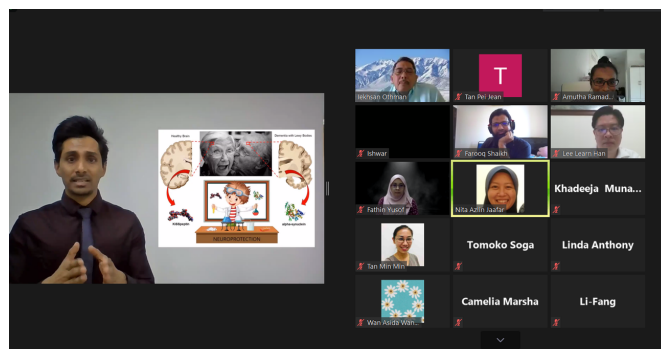 Healthy Brain
Dementia with Lewy Bodies
alpha-synuclein
NEUROPROTECTION
Iekhsan Othman
T
Tan Pei Jean
Amutha Ramad...
Ishwar
Farooq Shaikh
Lee Learn Han
Fathin Yusof
Nita Azlin Jaafar
Khadeeja Muna...
Tan Min Min
Tomoko Soga
Linda Anthony
Wan Asida Wan...
Camelia Marsha
Li-Fang